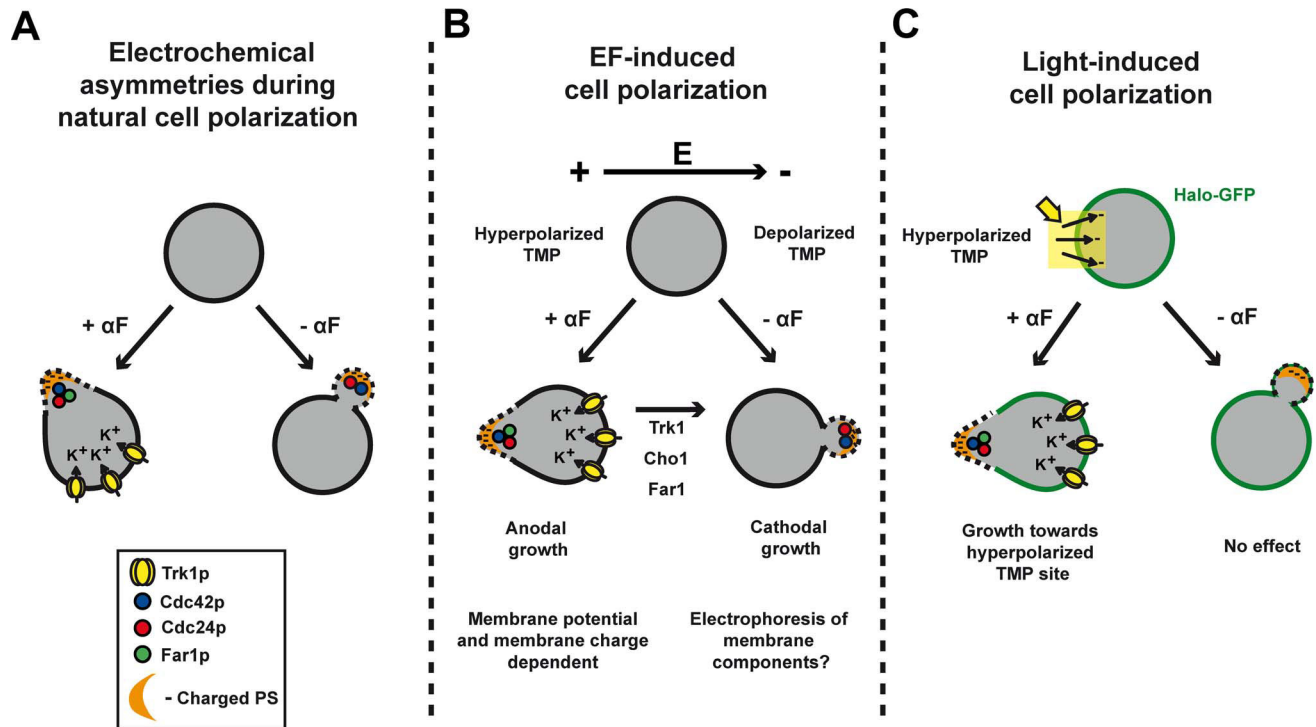 A
Electrochemical
asymmetries during
natural cell polarization
+ αF
- αF
K+
K+ K+
Trk1p
Cdc42p
Cdc24p
Far1p
- Charged PS
B
EF-induced
cell polarization
E
+
-
Hyperpolarized
TMP
Depolarized
TMP
+ αF
- αF
K+
K+
K+
Trk1
Cho1
Far1
Anodal
growth
Cathodal
growth
Membrane potential
and membrane charge
dependent
Electrophoresis of
membrane
components?
C
Light-induced
cell polarization
Halo-GFP
Hyperpolarized
TMP
+ αF
- αF
K+
K+
K+
Growth towards
hyperpolarized
TMP site
No effect